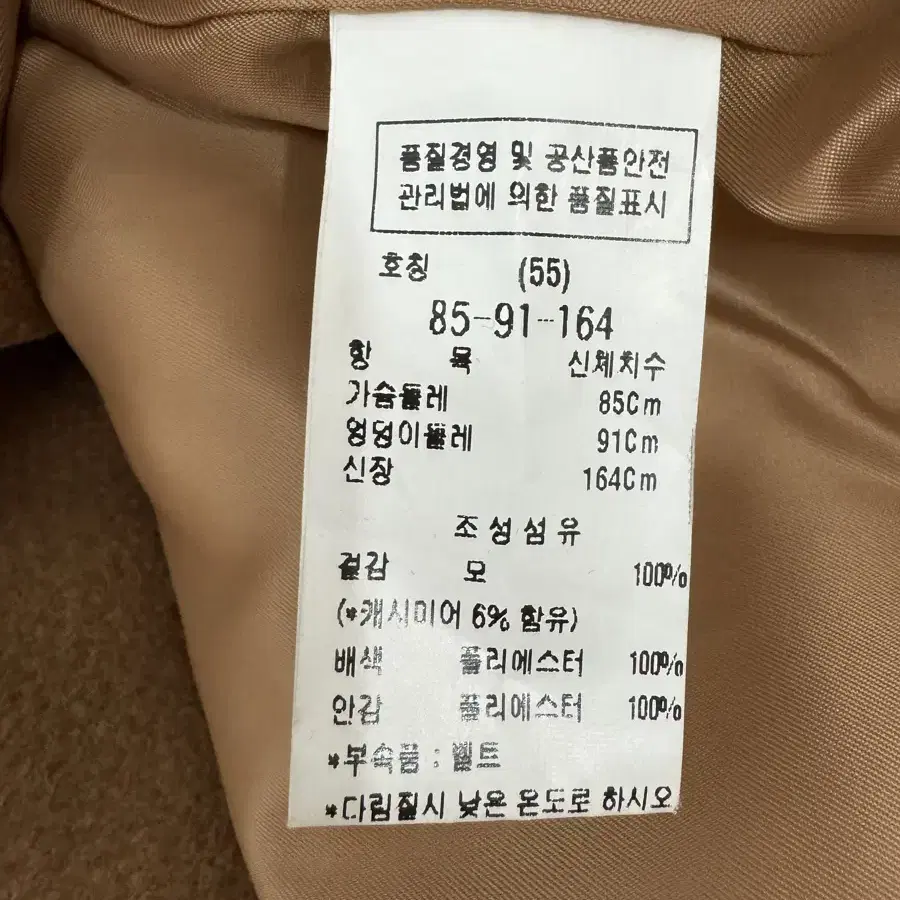 품질경영 및 공산품안전
관리법에 의한 품질표시
호칭 (55)
85-91-164
항 목 신체치수
가슴둘레 85Cm
엉덩이둘레 91Cm
신장 164Cm
조성섬유
겉감 모 100%
(*캐시미어 6% 함유)
배색 폴리에스터 100%
안감 폴리에스터 100%
*부속품 : 벨트
*다림질시 낮은 온도로 하시오